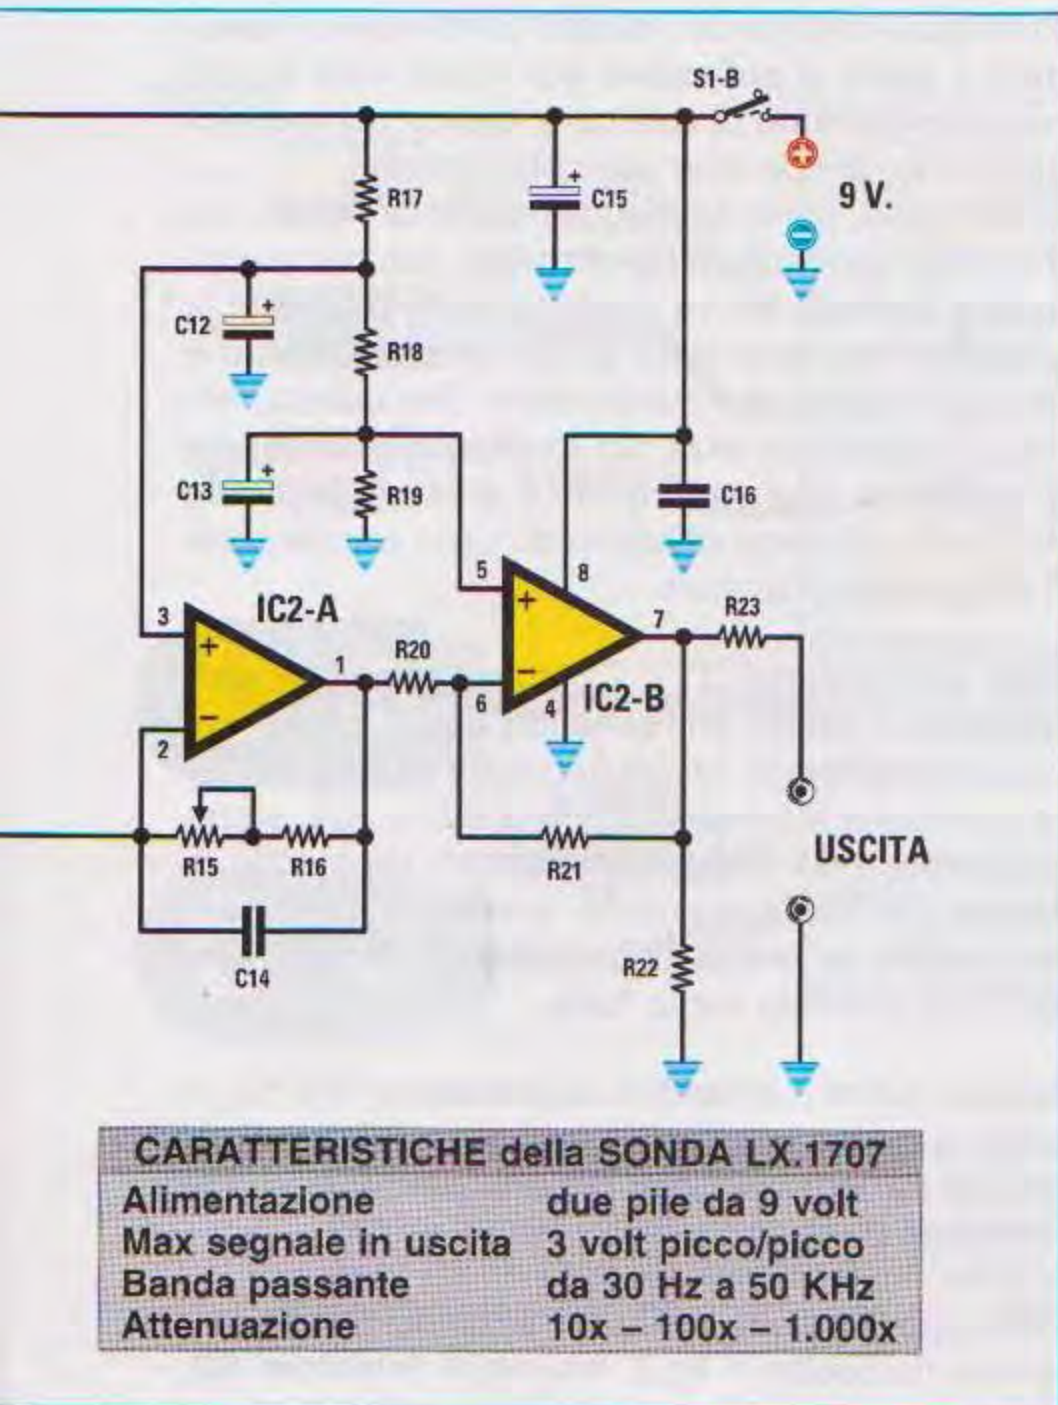 S1-B
R17
C15
9 V.
C12
R18
C13
R19
C16
IC2-A
5
8
3
+
1
R20
+
7
R23
–
2
6
–
4
IC2-B
R15
R16
R21
USCITA
C14
R22
CARATTERISTICHE della SONDA LX.1707
Alimentazione due pile da 9 volt
Max segnale in uscita 3 volt picco/picco
Banda passante da 30 Hz a 50 KHz
Attenuazione 10x – 100x – 1.000x